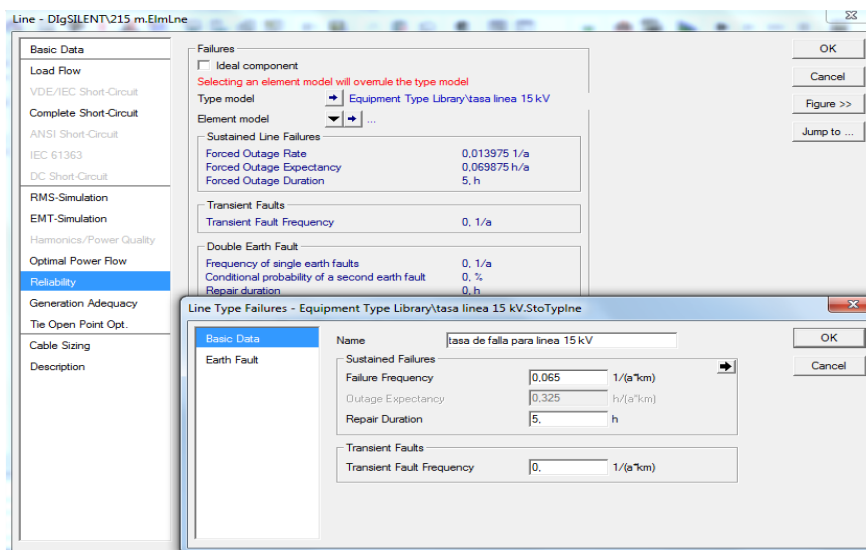 Line - DIgSILENT\215 m.ElmLne
Basic Data
Load Flow
VDE/IEC Short-Circuit
Complete Short-Circuit
ANSI Short-Circuit
IEC 61363
DC Short-Circuit
RMS-Simulation
EMT-Simulation
Harmonics/Power Quality
Optimal Power Flow
Reliability
Generation Adequacy
Tie Open Point Opt.
Cable Sizing
Description
Failures
Ideal component
Selecting an element model will overrule the type model
Type model Equipment Type Library\tasa linea 15 kV
Element model ...
Sustained Line Failures
Forced Outage Rate 0,013975 1/a
Forced Outage Expectancy 0,069875 h/a
Forced Outage Duration 5, h
Transient Faults
Transient Fault Frequency 0, 1/a
Double Earth Fault
Frequency of single earth faults 0, 1/a
Conditional probability of a second earth fault 0, %
Repair duration 0, h
OK
Cancel
Figure >>
Jump to ...
Line Type Failures - Equipment Type Library\tasa linea 15 kV.StoTyplne
Basic Data
Earth Fault
Name tasa de falla para linea 15 kV
Sustained Failures
Failure Frequency 0,065 1/(a*km)
Outage Expectancy 0,325 h/(a*km)
Repair Duration 5, h
Transient Faults
Transient Fault Frequency 0, 1/(a*km)
OK
Cancel